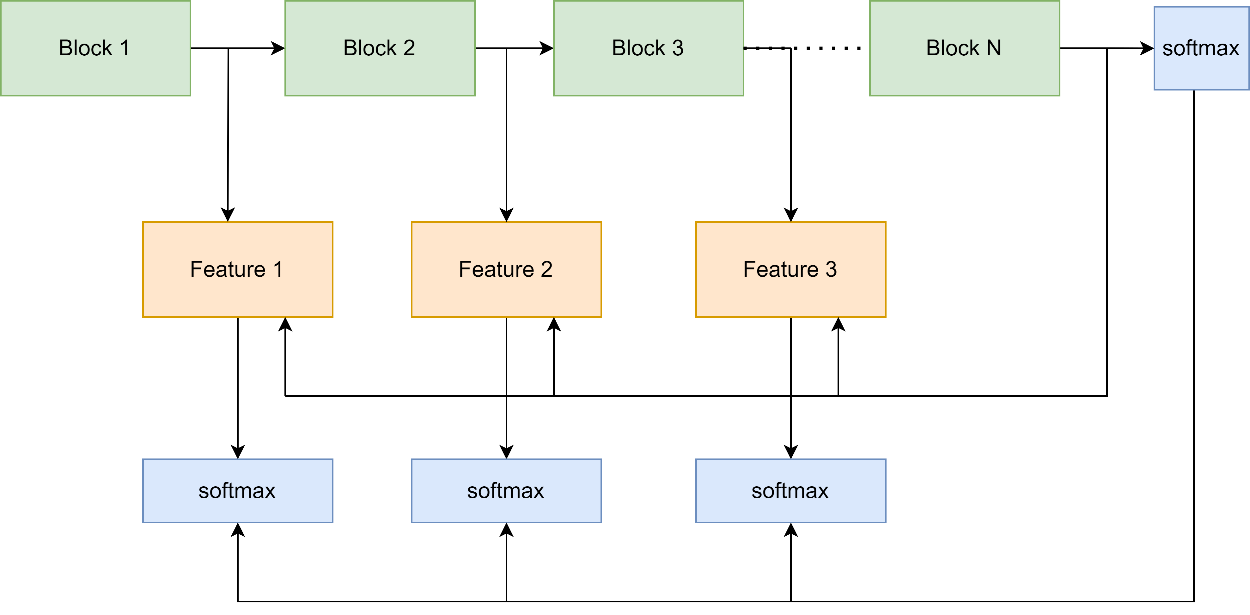 Block 1
Block 2
Block 3
Block N
softmax
Feature 1
Feature 2
Feature 3
softmax
softmax
softmax